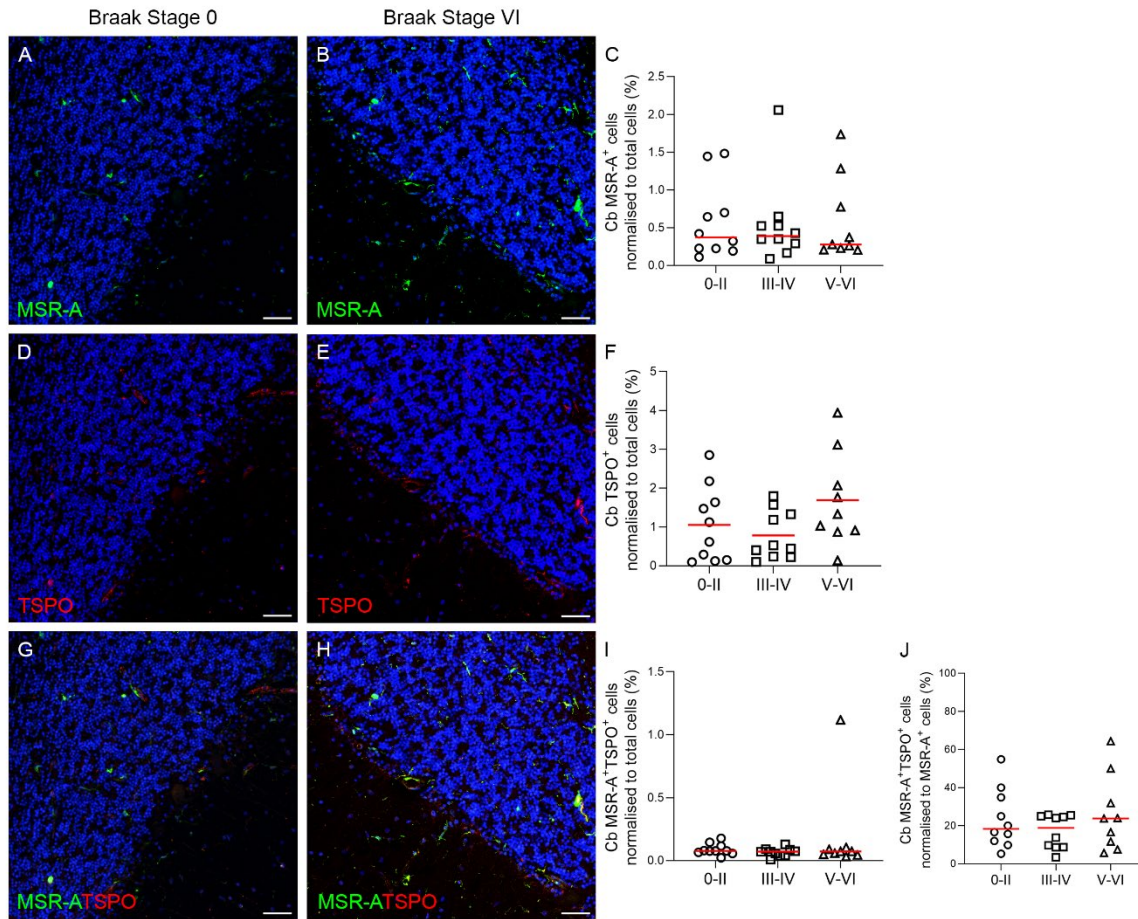 Braak Stage 0
Braak Stage VI
A
MSR-A
B
MSR-A
C
Cb MSR-A⁺ cells
normalised to total cells (%)
2.5
2.0
1.5
1.0
0.5
0.0
0-II
III-IV
V-VI
D
TSPO
E
TSPO
F
Cb TSPO⁺ cells
normalised to total cells (%)
5
4
3
2
1
0
0-II
III-IV
V-VI
G
MSR-ATSPO
H
MSR-ATSPO
I
Cb MSR-A⁺TSPO⁺ cells
normalised to total cells (%)
1.5
1.0
0.5
0.0
0-II
III-IV
V-VI
J
Cb MSR-A⁺TSPO⁺ cells
normalised to MSR-A⁺ cells (%)
100
80
60
40
20
0
0-II
III-IV
V-VI